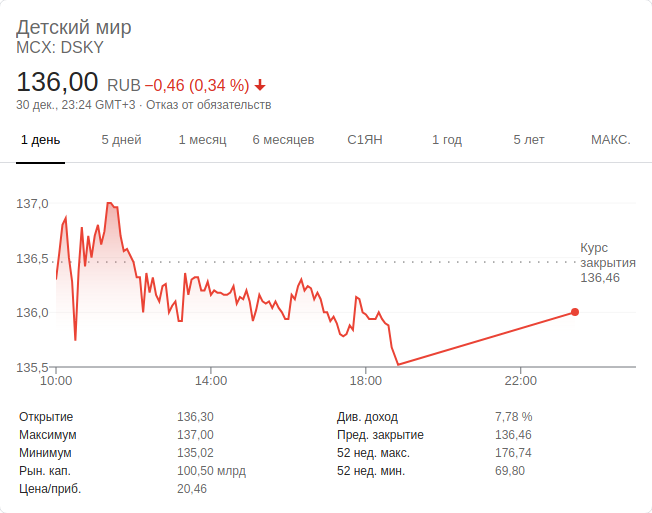 Детский мир
MCX: DSKY
136,00 RUB −0,46 (0,34 %)
30 дек., 23:24 GMT+3 · Отказ от обязательств
1 день 5 дней 1 месяц 6 месяцев С1ЯН 1 год 5 лет МАКС.
137,0
136,5
136,0
135,5
Курс
закрытия
136,46
10:00 14:00 18:00 22:00
Открытие 136,30 Див. доход 7,78 %
Максимум 137,00 Пред. закрытие 136,46
Минимум 135,02 52 нед. макс. 176,74
Рын. кап. 100,50 млрд 52 нед. мин. 69,80
Цена/приб. 20,46